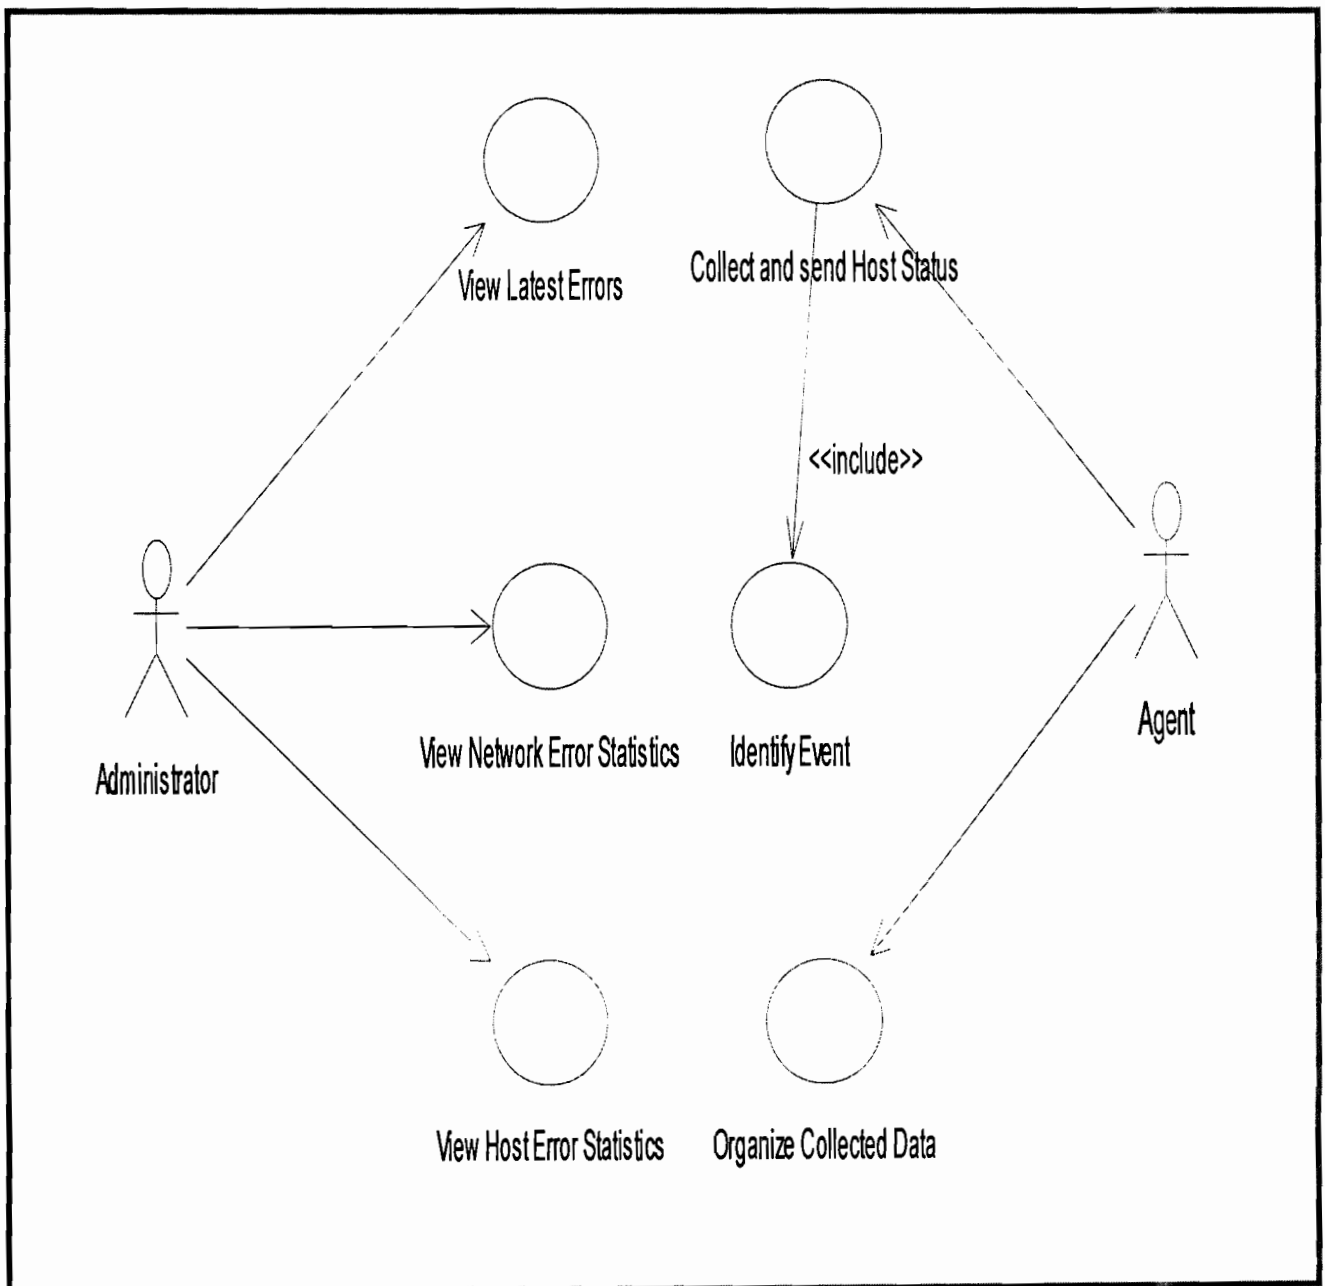 View Latest Errors
Collect and send Host Status
<<include>>
Administrator
View Network Error Statistics
Identify Event
Agent
View Host Error Statistics
Organize Collected Data